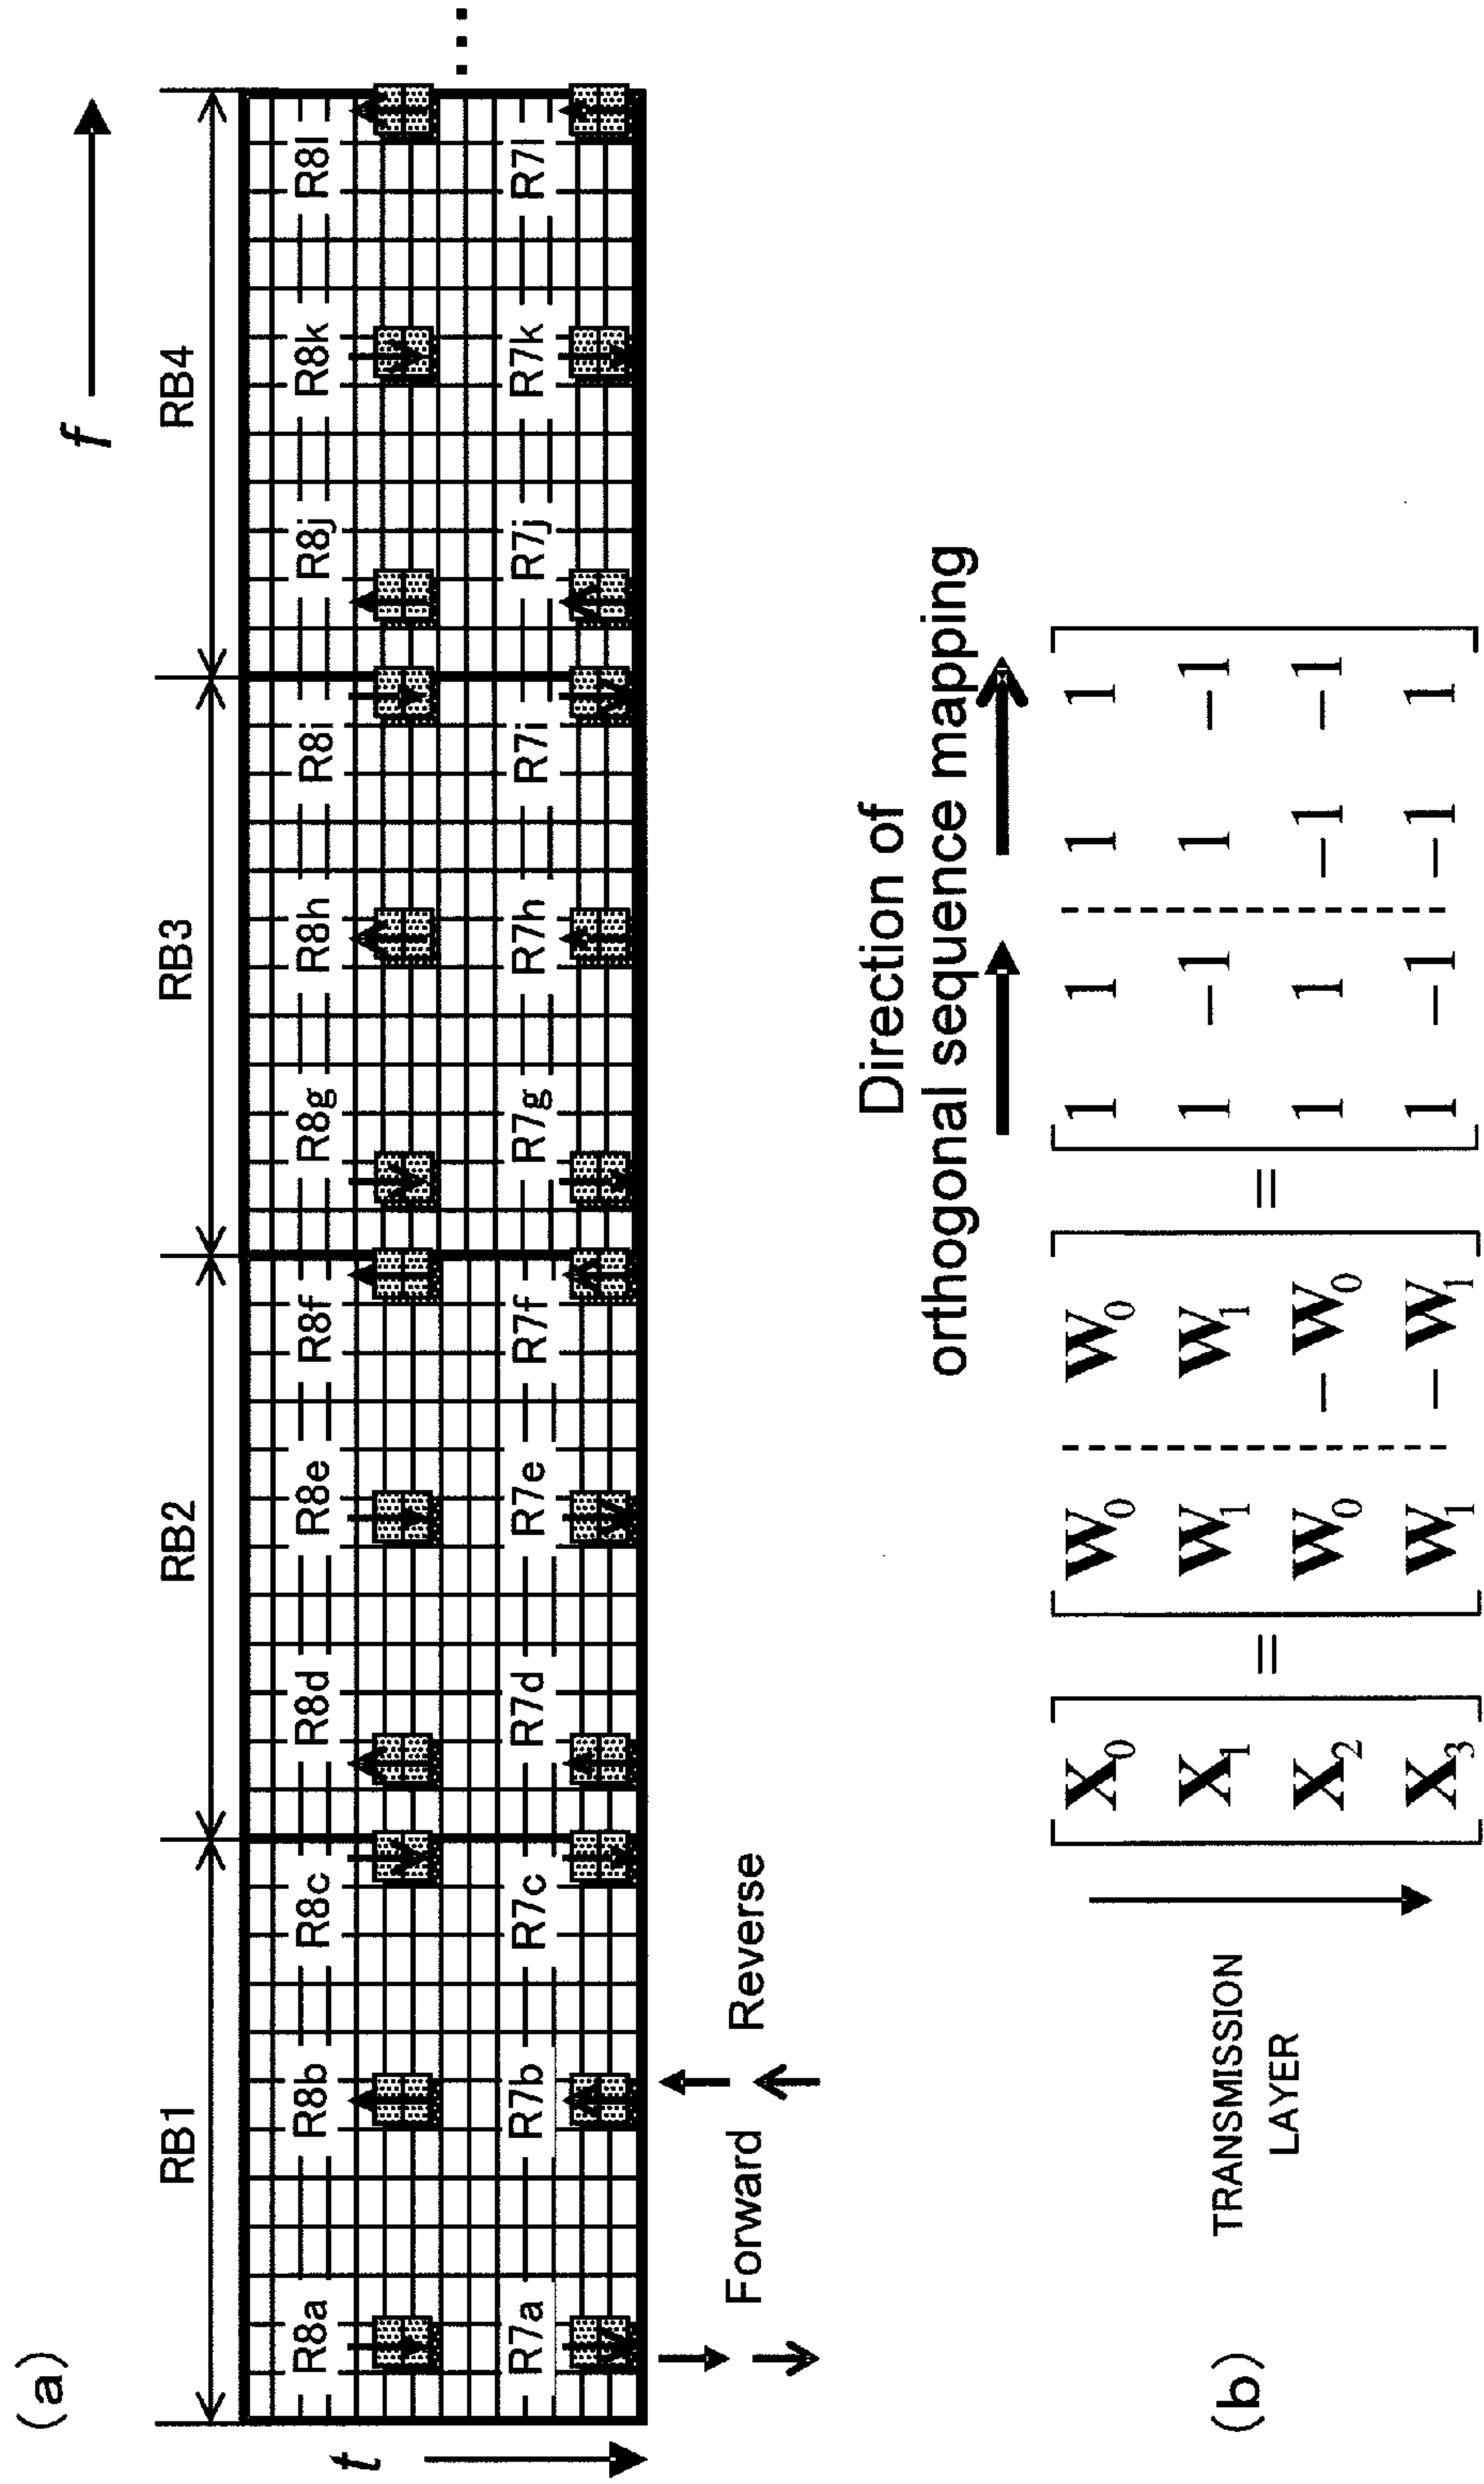 (a)
f
RB1 RB2 RB3 RB4
R8a R8b R8c R8d R8e R8f R8g R8h R8i R8j R8k R8l
...
R7a R7b R7c R7d R7e R7f R7g R7h R7i R7j R7k R7l
t
Forward Reverse
(b)
Direction of
orthogonal sequence mapping
TRANSMISSION
LAYER
X0 = W0 W0 = 1 1 1 1
X1 W1 W1 1 −1 1 −1
X2 W0 −W0 1 1 −1 −1
X3 W1 −W1 1 −1 −1 1